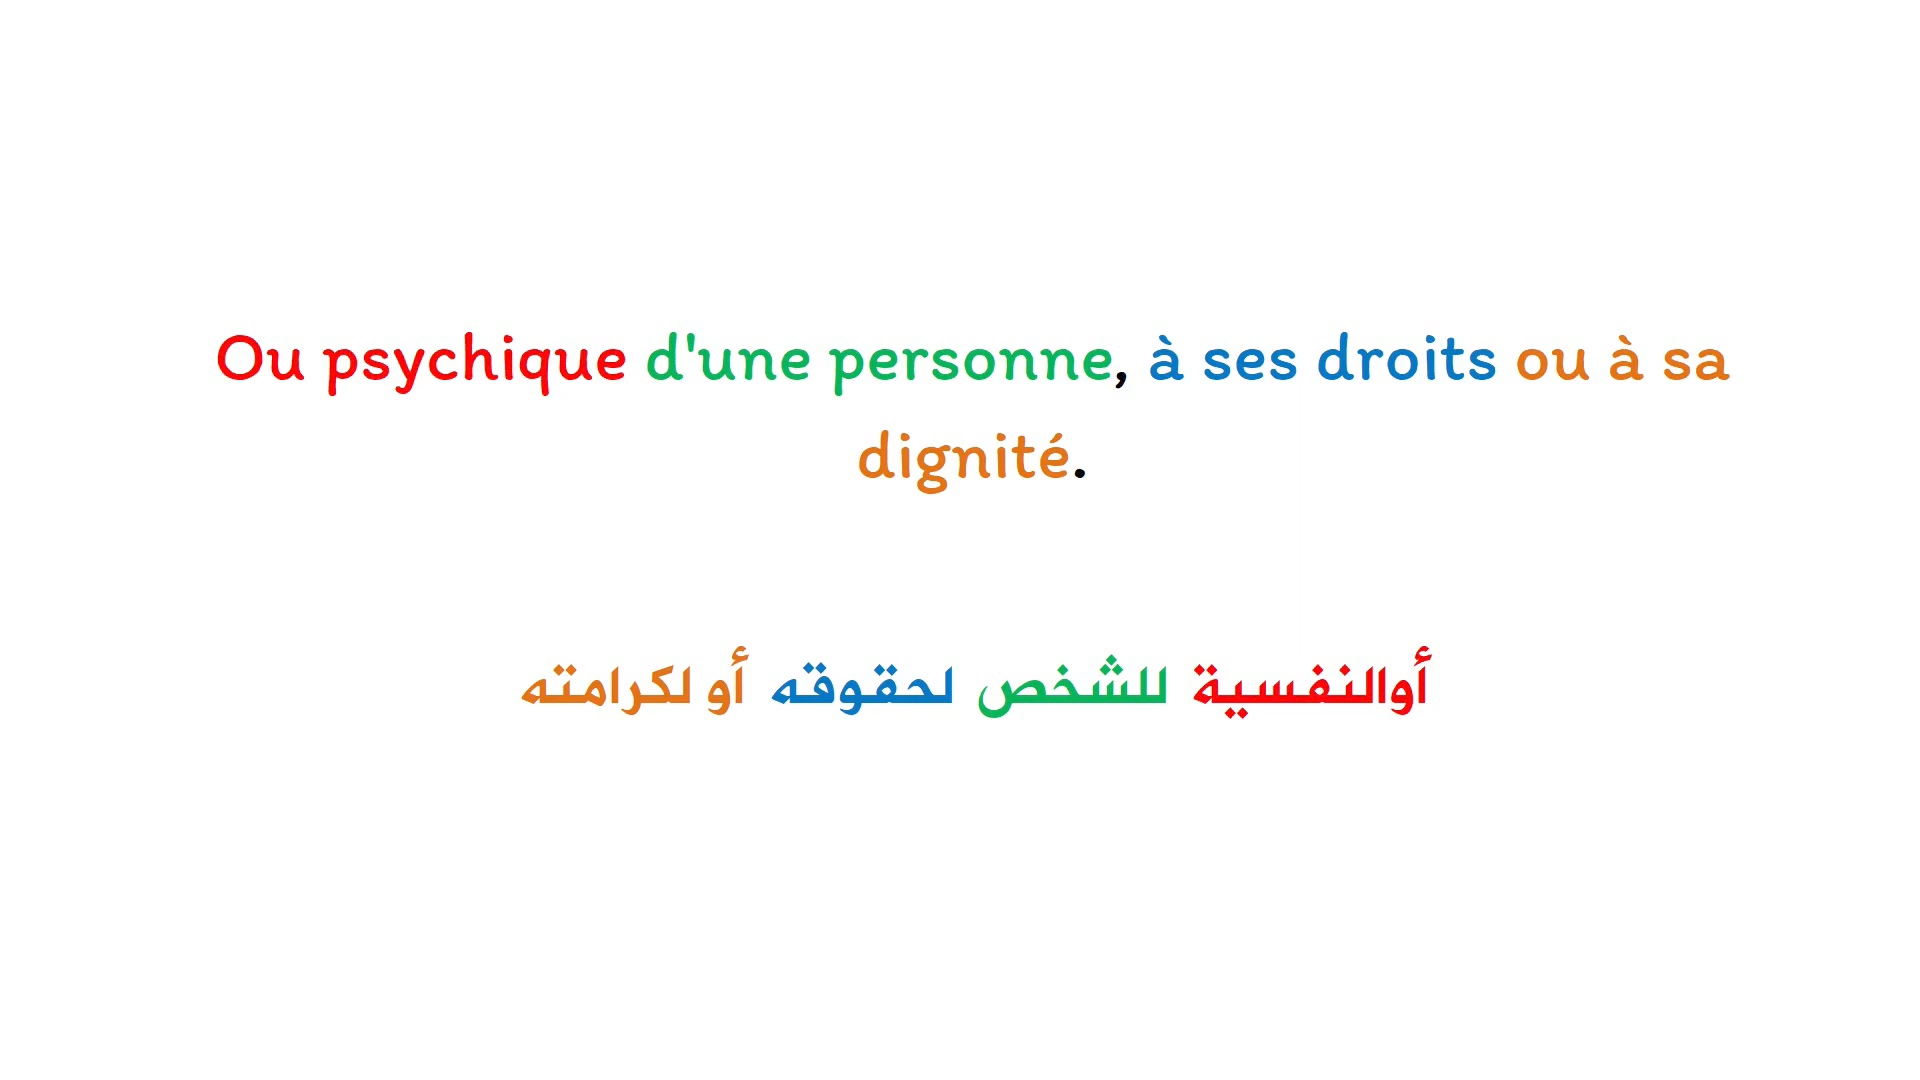 Ou psychique d'une personne, à ses droits ou à sa
dignité.
أوالنفسية للشخص لحقوقه أو لكرامته